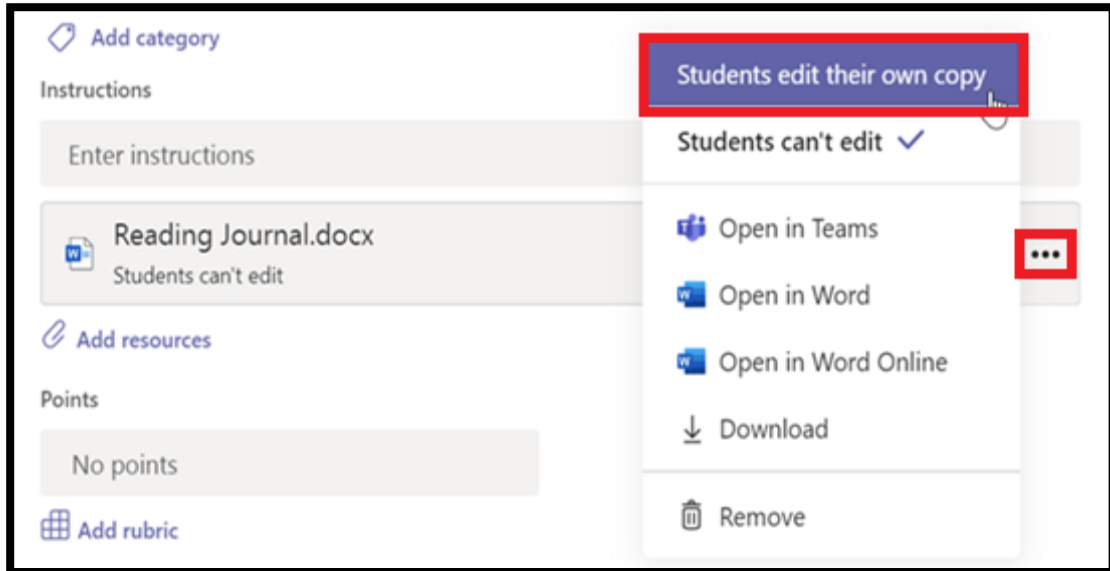 Add category
Instructions
Enter instructions
Reading Journal.docx
Students can't edit
Add resources
Points
No points
Add rubric
Students edit their own copy
Students can't edit
Open in Teams
Open in Word
Open in Word Online
Download
Remove